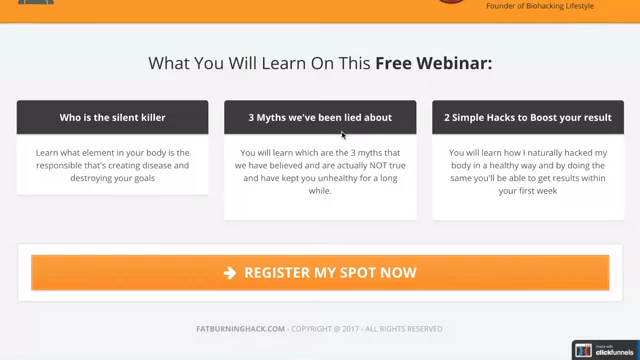 Founder of Biohacking Lifestyle
What You Will Learn On This Free Webinar:
Who is the silent killer
Learn what element in your body is the
responsible that's creating disease and
destroying your goals
3 Myths we've been lied about
You will learn which are the 3 myths that
we have believed and are actually NOT true
and have kept you unhealthy for a long
while.
2 Simple Hacks to Boost your result
You will learn how I naturally hacked my
body in a healthy way and by doing the
same you'll be able to get results within
your first week
REGISTER MY SPOT NOW
FATBURNINGHACK.COM - COPYRIGHT @ 2017 - ALL RIGHTS RESERVED
made with
clickfunnels